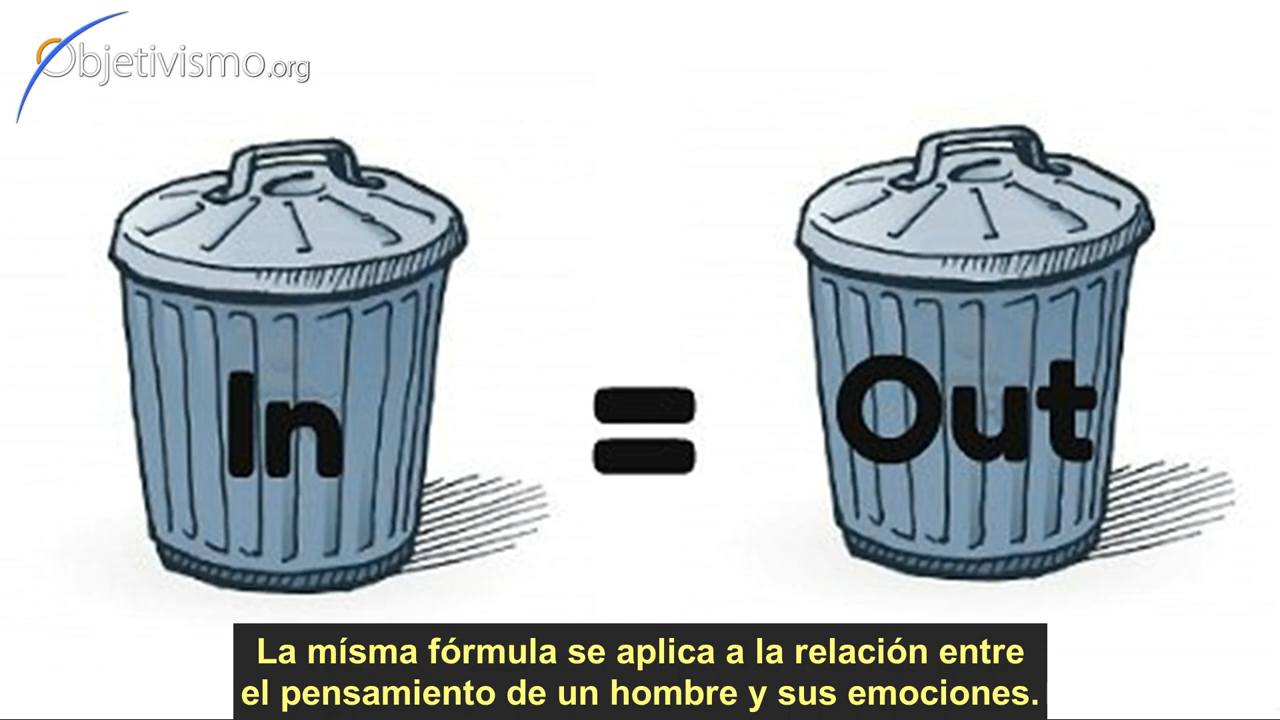 Objetivismo.org
In = Out
La mísma fórmula se aplica a la relación entre
el pensamiento de un hombre y sus emociones.